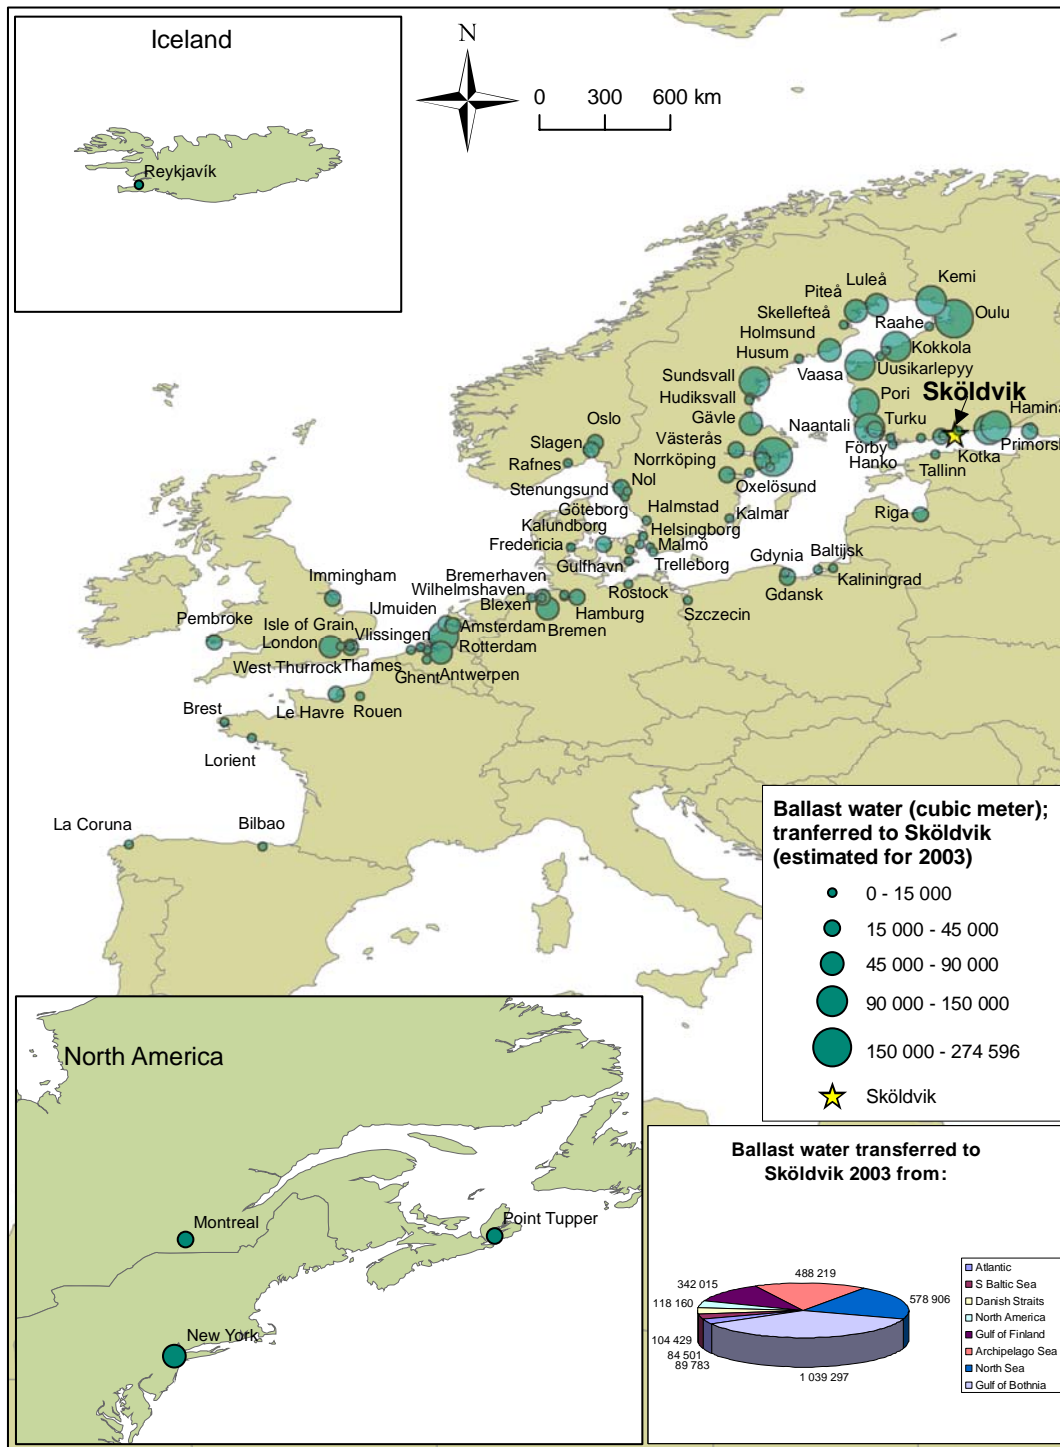 Iceland
Reykjavík
N
0 300 600 km
Kemi
Luleå
Piteå
Oulu
Skellefteå
Raahe
Holmsund
Kokkola
Husum
Vaasa
Uusikarlepyy
Sundsvall
Sköldvik
Pori
Hudiksvall
Hamina
Gävle
Turku
Oslo
Naantali
Slagen
Västerås
Förby
Primorsk
Rafnes
Norrköping
Hanko
Kotka
Tallinn
Nol
Stenungsund
Oxelösund
Göteborg
Halmstad
Kalmar
Riga
Kalundborg
Helsingborg
Fredericia
Malmö
Gulfhavn
Trelleborg
Gdynia
Baltijsk
Bremerhaven
Kaliningrad
Immingham
Wilhelmshaven
Rostock
Gdansk
IJmuiden
Blexen
Hamburg
Szczecin
Pembroke
Isle of Grain
Amsterdam
Bremen
London
Vlissingen
Rotterdam
West Thurrock
Thames
Ghent
Antwerpen
Brest
Le Havre
Rouen
Lorient
La Coruna
Bilbao
Ballast water (cubic meter);
tranferred to Sköldvik
(estimated for 2003)
0 - 15 000
15 000 - 45 000
45 000 - 90 000
90 000 - 150 000
150 000 - 274 596
Sköldvik
North America
Montreal
Point Tupper
New York
Ballast water transferred to
Sköldvik 2003 from:
488 219
342 015
578 906
118 160
104 429
84 501
89 783
1 039 297
Atlantic
S Baltic Sea
Danish Straits
North America
Gulf of Finland
Archipelago Sea
North Sea
Gulf of Bothnia